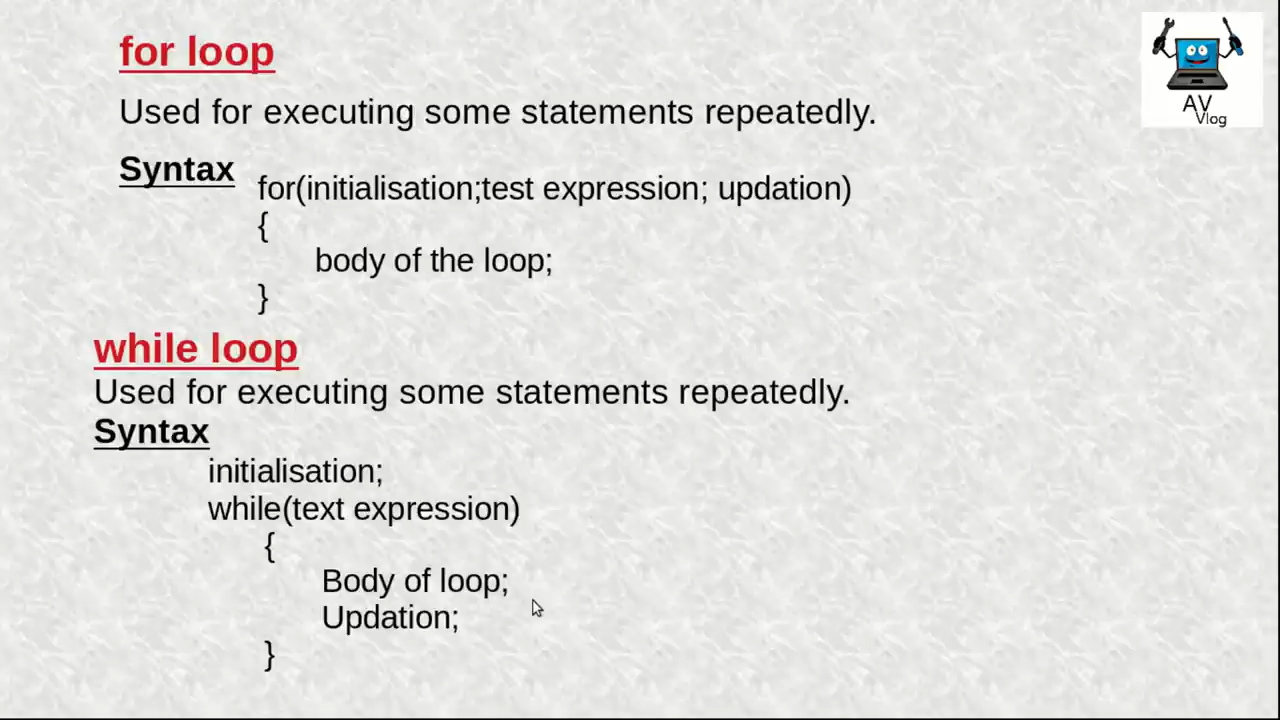 for loop
AV
Vlog
Used for executing some statements repeatedly.
Syntax
for(initialisation;test expression; updation)
{
body of the loop;
}
while loop
Used for executing some statements repeatedly.
Syntax
initialisation;
while(text expression)
{
Body of loop;
Updation;
}